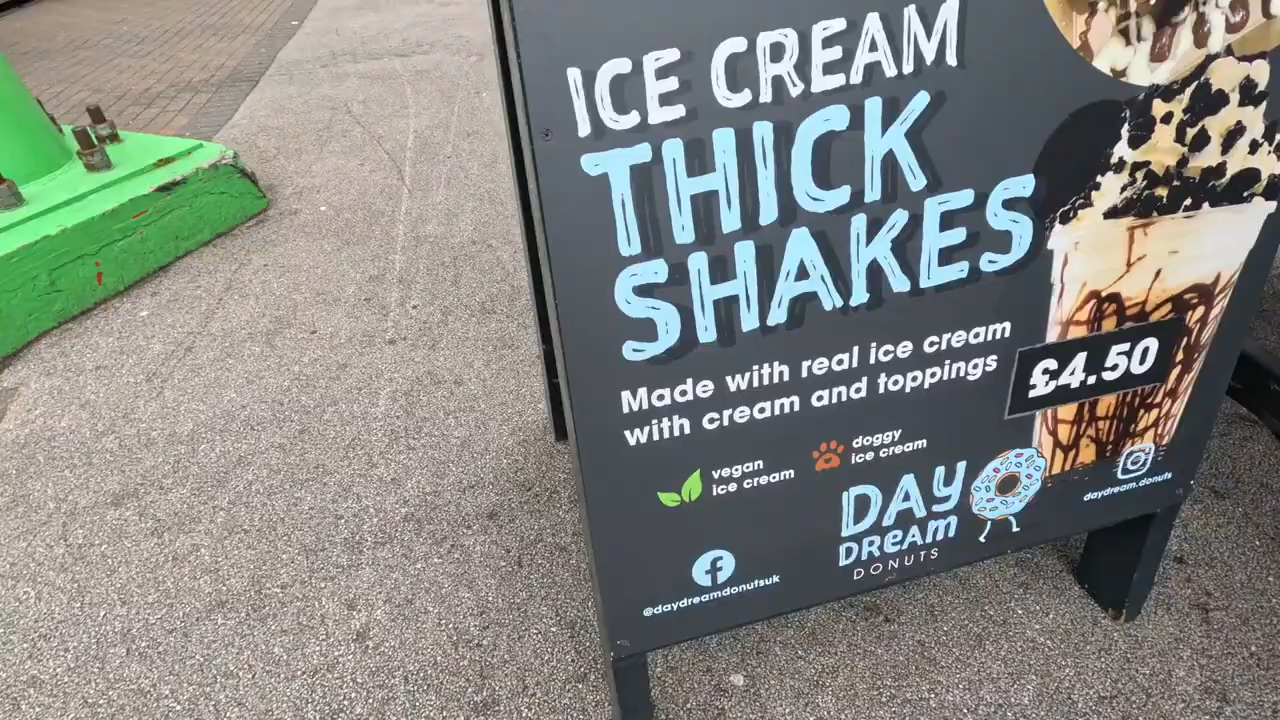 ICE CREAM
THICK
SHAKES
Made with real ice cream
with cream and toppings
£4.50
vegan
ice cream
doggy
ice cream
DAY
DREAM
DONUTS
daydream.donuts
@daydreamdonutsuk